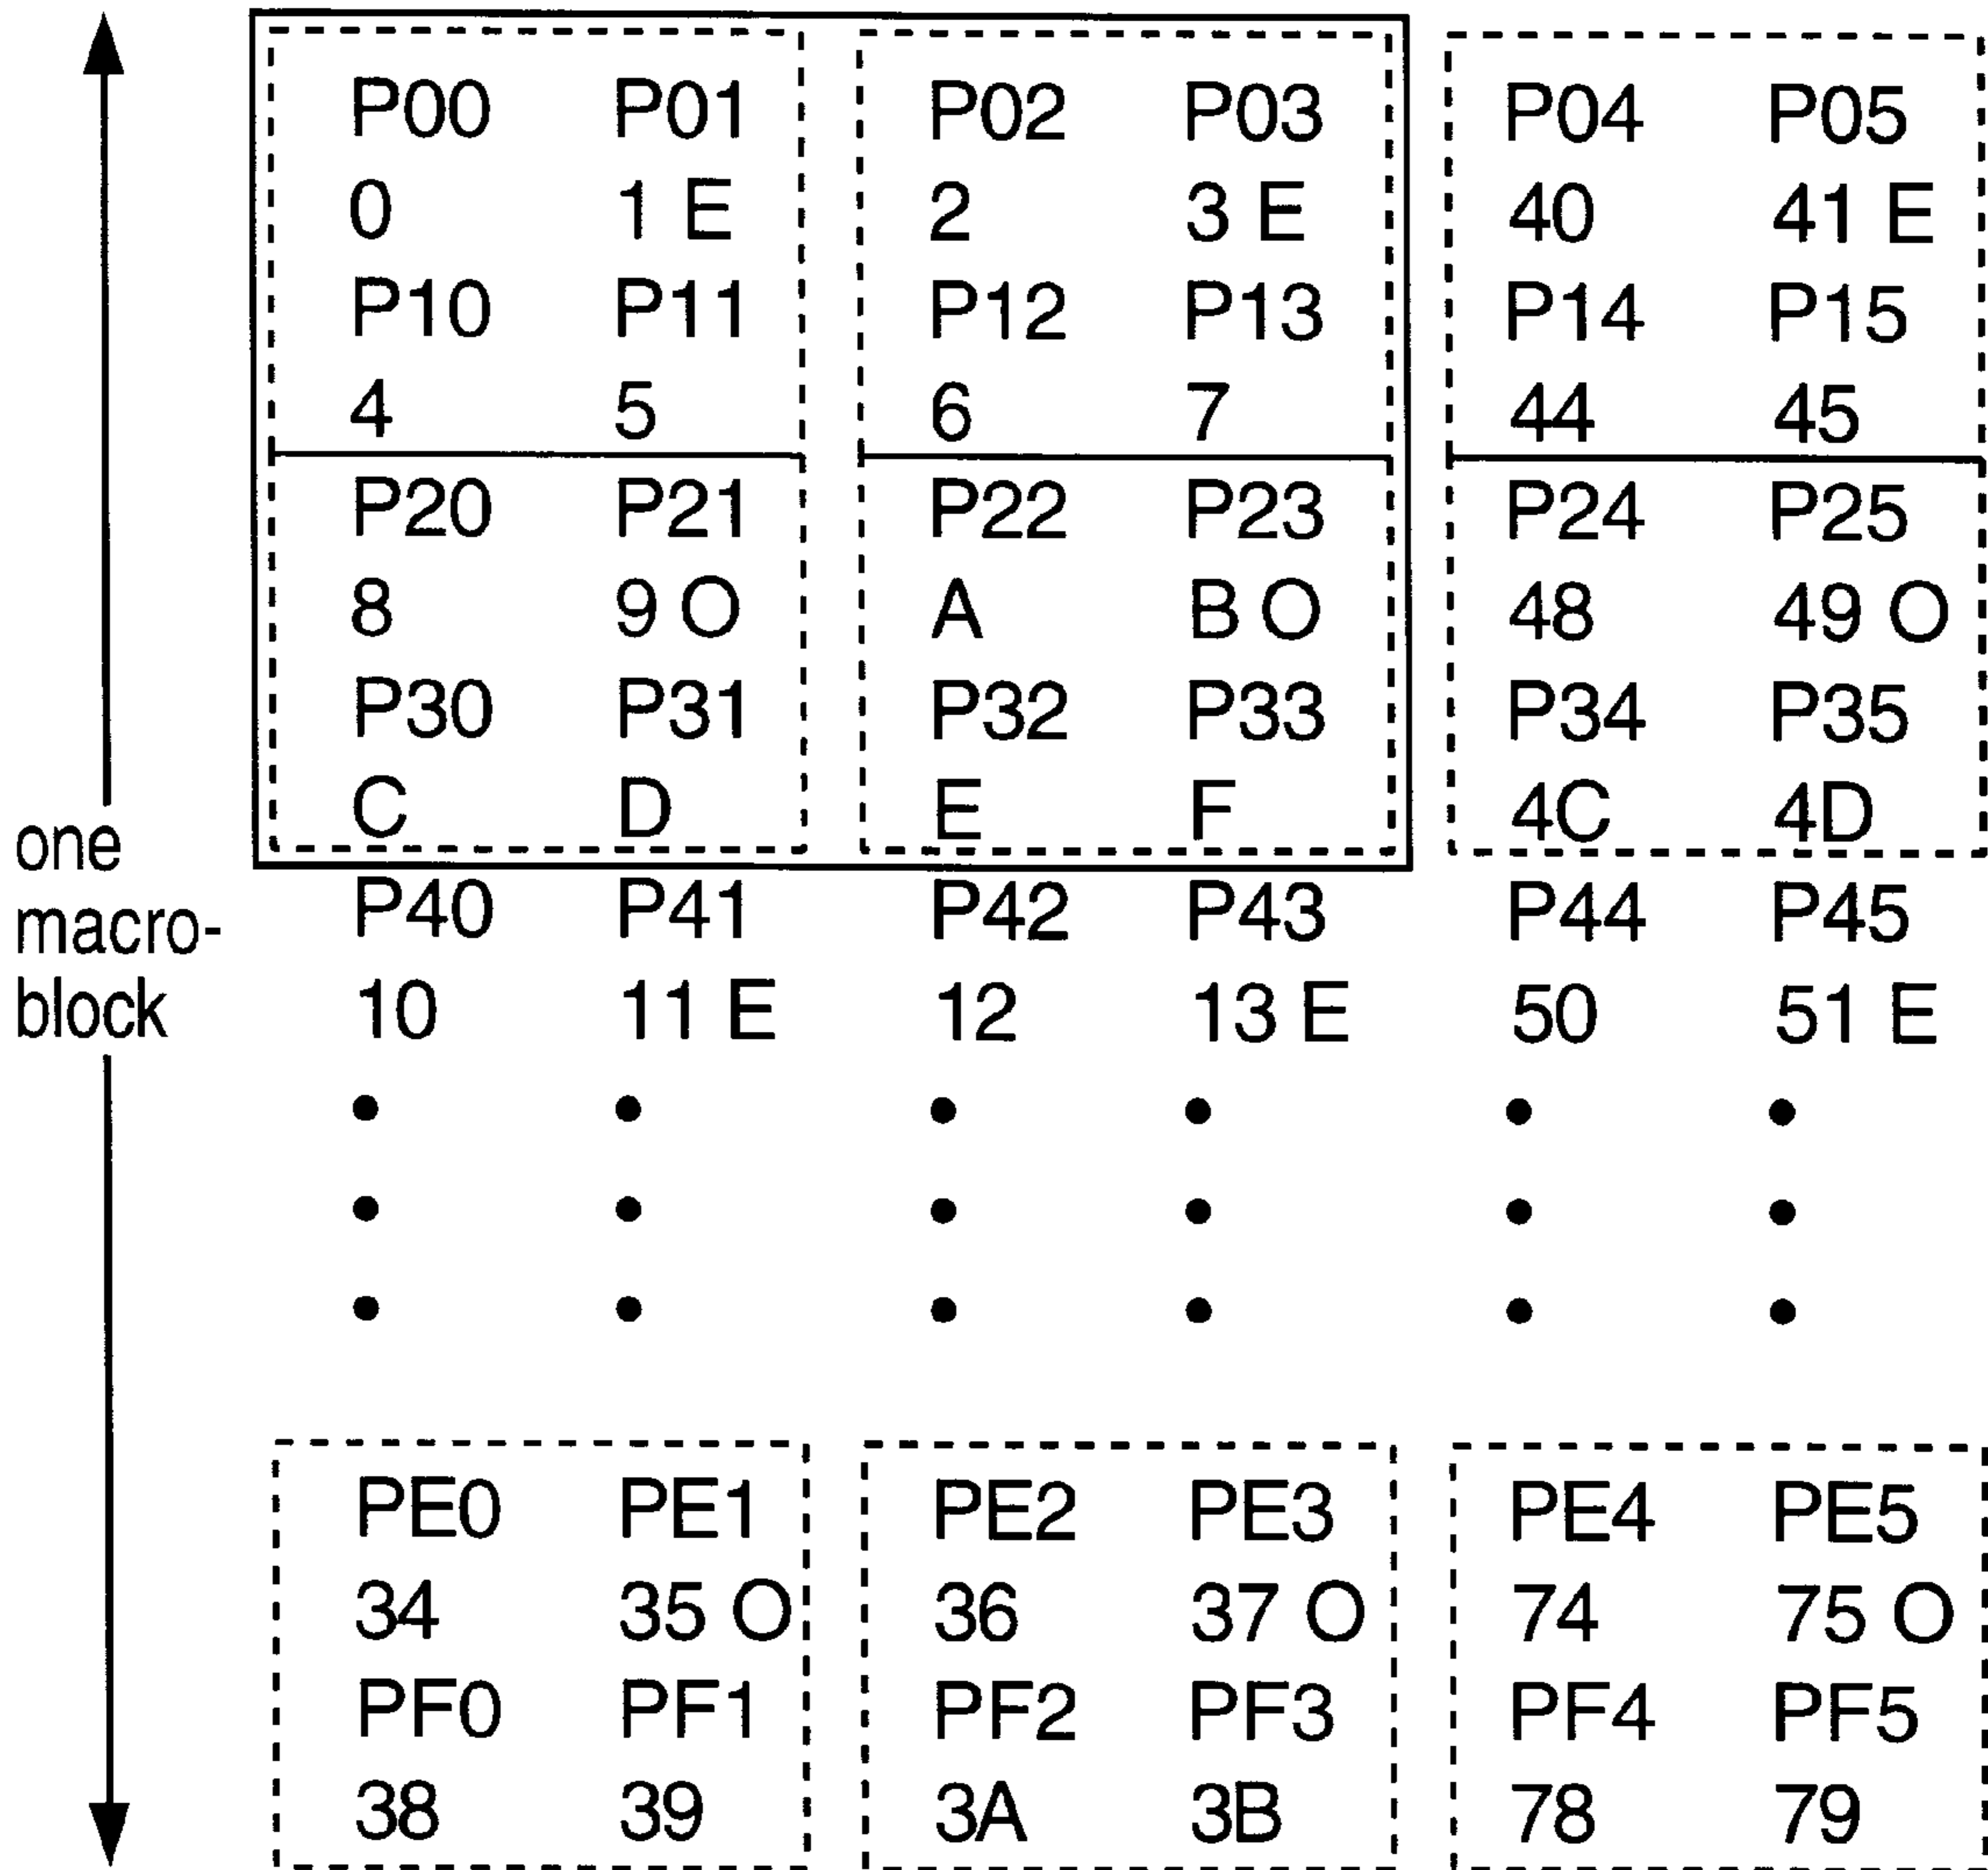 P00 P01 P02 P03 P04 P05
0 1 E 2 3 E 40 41 E
P10 P11 P12 P13 P14 P15
4 5 6 7 44 45
P20 P21 P22 P23 P24 P25
8 9 O A B O 48 49 O
P30 P31 P32 P33 P34 P35
C D E F 4C 4D
one
macro-
block
P40 P41 P42 P43 P44 P45
10 11 E 12 13 E 50 51 E
PE0 PE1 PE2 PE3 PE4 PE5
34 35 O 36 37 O 74 75 O
PF0 PF1 PF2 PF3 PF4 PF5
38 39 3A 3B 78 79